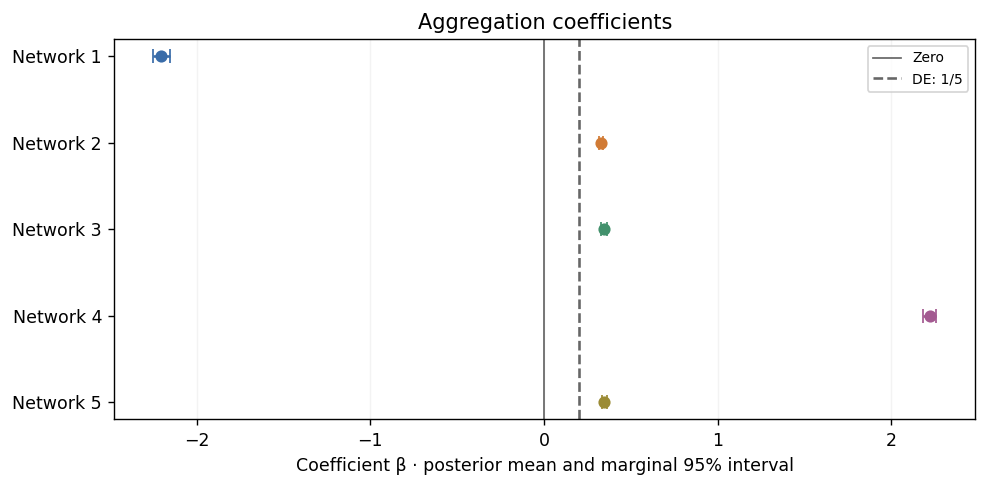 Aggregation coefficients
Network 1
Network 2
Network 3
Network 4
Network 5
Zero
DE: 1/5
−2
−1
0
1
2
Coefficient β · posterior mean and marginal 95% interval